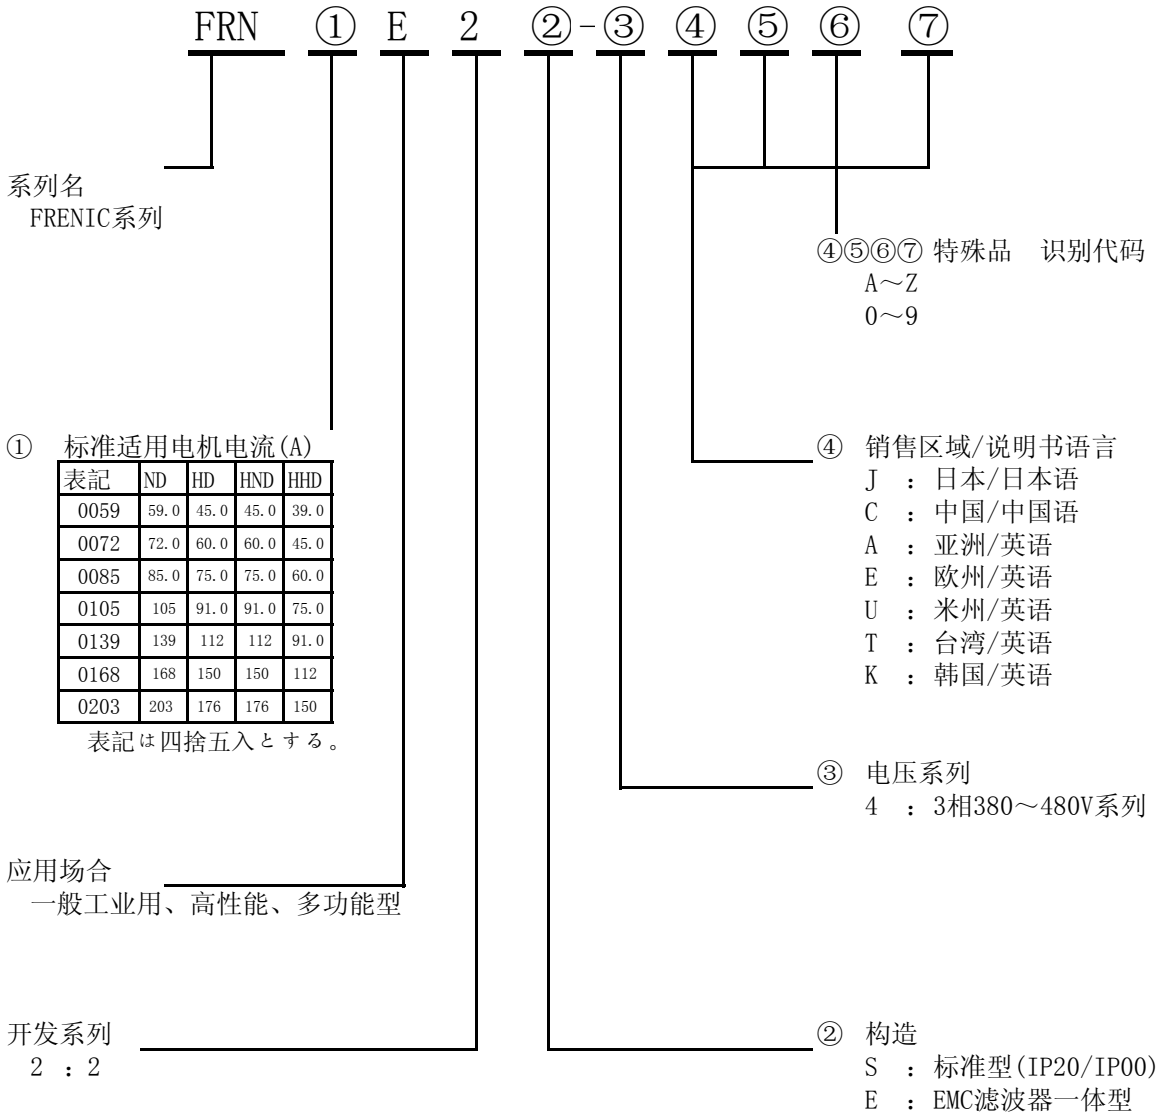 FRN ① E 2 ②-③ ④ ⑤ ⑥ ⑦
系列名
FRENIC系列
④⑤⑥⑦ 特殊品 识别代码
A～Z
0～9
① 标准适用电机电流(A)
表記 ND HD HND HHD
0059 59.0 45.0 45.0 39.0
0072 72.0 60.0 60.0 45.0
0085 85.0 75.0 75.0 60.0
0105 105 91.0 91.0 75.0
0139 139 112 112 91.0
0168 168 150 150 112
0203 203 176 176 150
表記は四捨五入とする。
④ 销售区域/说明书语言
J ：日本/日本语
C ：中国/中国语
A ：亚洲/英语
E ：欧州/英语
U ：米州/英语
T ：台湾/英语
K ：韩国/英语
③ 电压系列
4 ：3相380～480V系列
应用场合
一般工业用、高性能、多功能型
开发系列
2 ：2
② 构造
S ：标准型(IP20/IP00)
E ：EMC滤波器一体型